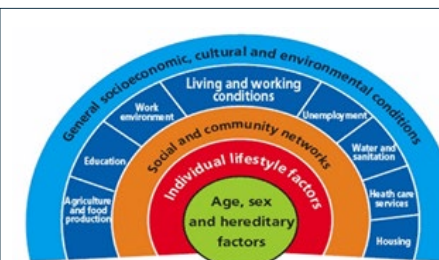 General socioeconomic, cultural and environmental conditions
Living and working
conditions
Work
environment
Unemployment
Education
Water and
sanitation
Agriculture
and food
production
Heath care
services
Housing
Social and community networks
Individual lifestyle factors
Age, sex
and hereditary
factors